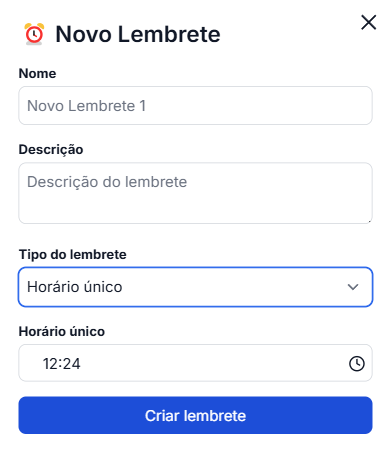 Novo Lembrete
Nome
Novo Lembrete 1
Descrição
Descrição do lembrete
Tipo do lembrete
Horário único
Horário único
12:24
Criar lembrete